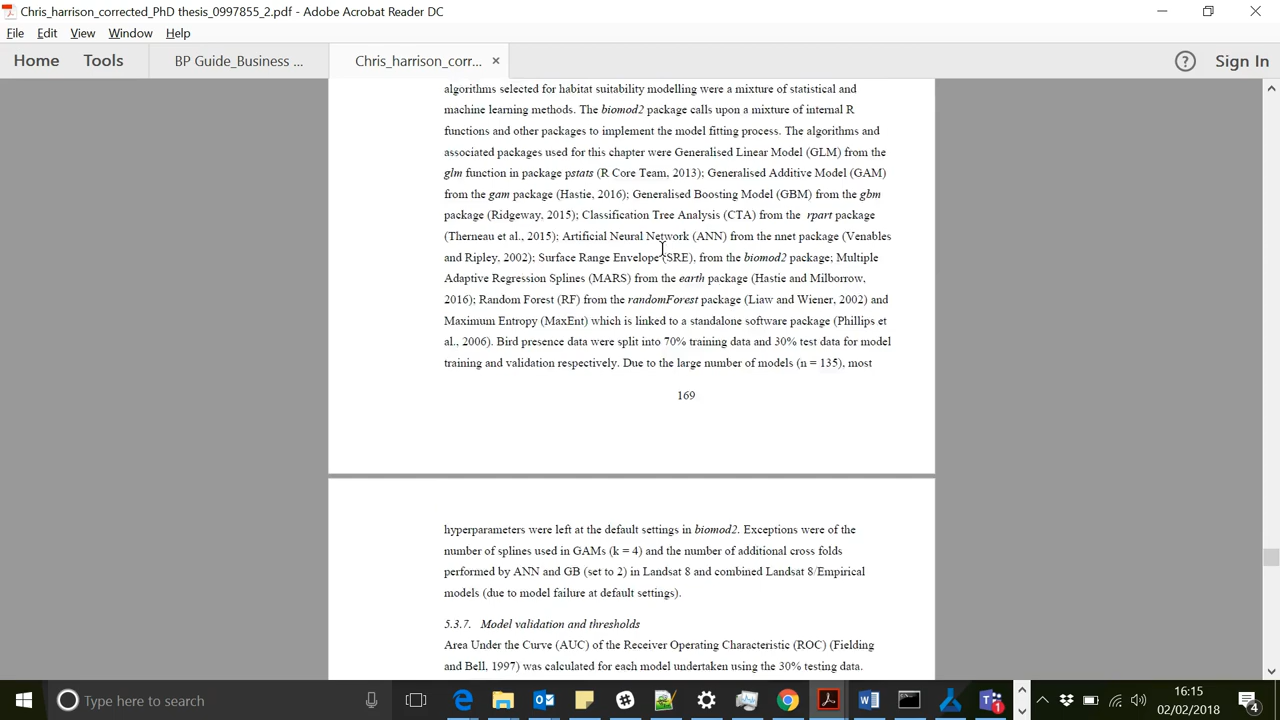 Chris_harrison_corrected_PhD thesis_0997855_2.pdf - Adobe Acrobat Reader DC
File Edit View Window Help
Home Tools BP Guide_Business ... Chris_harrison_corr... × ? Sign In
algorithms selected for habitat suitability modelling were a mixture of statistical and
machine learning methods. The biomod2 package calls upon a mixture of internal R
functions and other packages to implement the model fitting process. The algorithms and
associated packages used for this chapter were Generalised Linear Model (GLM) from the
glm function in package pstats (R Core Team, 2013); Generalised Additive Model (GAM)
from the gam package (Hastie, 2016); Generalised Boosting Model (GBM) from the gbm
package (Ridgeway, 2015); Classification Tree Analysis (CTA) from the rpart package
(Therneau et al., 2015); Artificial Neural Network (ANN) from the nnet package (Venables
and Ripley, 2002); Surface Range Envelope (SRE), from the biomod2 package; Multiple
Adaptive Regression Splines (MARS) from the earth package (Hastie and Milborrow,
2016); Random Forest (RF) from the randomForest package (Liaw and Wiener, 2002) and
Maximum Entropy (MaxEnt) which is linked to a standalone software package (Phillips et
al., 2006). Bird presence data were split into 70% training data and 30% test data for model
training and validation respectively. Due to the large number of models (n = 135), most
169
hyperparameters were left at the default settings in biomod2. Exceptions were of the
number of splines used in GAMs (k = 4) and the number of additional cross folds
performed by ANN and GB (set to 2) in Landsat 8 and combined Landsat 8/Empirical
models (due to model failure at default settings).
5.3.7. Model validation and thresholds
Area Under the Curve (AUC) of the Receiver Operating Characteristic (ROC) (Fielding
and Bell, 1997) was calculated for each model undertaken using the 30% testing data.
Type here to search
16:15
02/02/2018
4
1